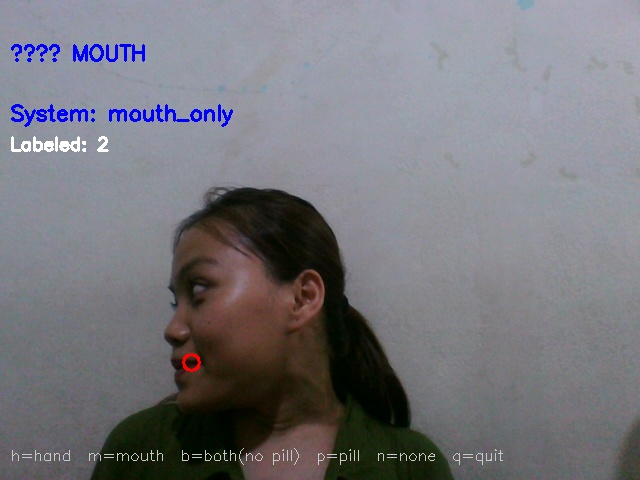 ???? MOUTH
System: mouth_only
Labeled: 2
h=hand m=mouth b=both(no pill) p=pill n=none q=quit